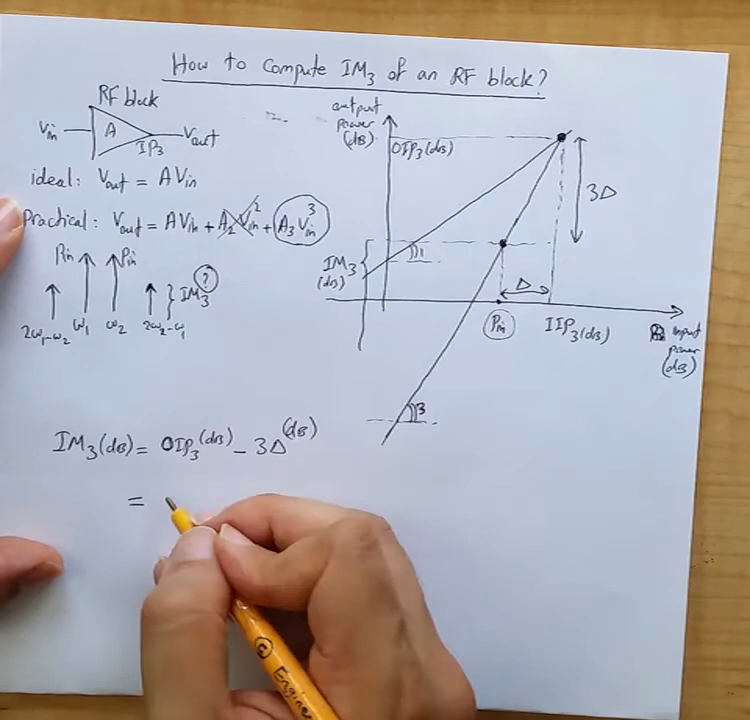 How to compute IM₃ of an RF block?
RF block
Vin A Vout
IP₃
ideal: Vout = A Vin
Practical: Vout = A Vin + A₂ Vin² + A₃ Vin³
Pin Pin
IM₃ ?
2ω₁-ω₂ ω₁ ω₂ 2ω₂-ω₁
output
power
(dB)
OIP₃(dB)
3Δ
1
IM₃
(dB)
Δ
Pin IIP₃(dB)
input
power
(dB)
3
IM₃(dB) = OIP₃(dB) - 3Δ(dB)
=
Engine